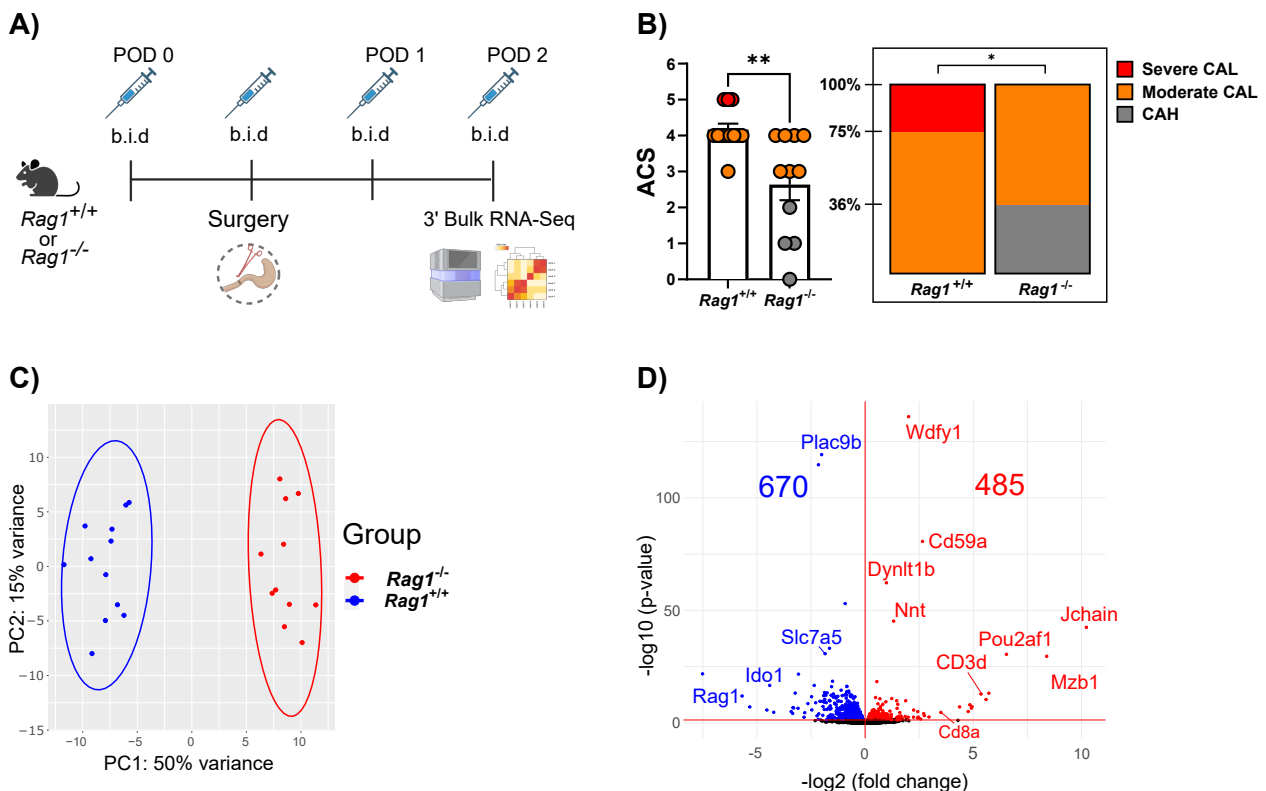 A)
POD 0
POD 1
POD 2
b.i.d
b.i.d
b.i.d
b.i.d
Rag1+/+
or
Rag1-/-
Surgery
3' Bulk RNA-Seq
B)
ACS
6
5
4
3
2
1
0
**
Rag1+/+
Rag1-/-
*
100%
75%
36%
Rag1+/+
Rag1-/-
Severe CAL
Moderate CAL
CAH
C)
PC2: 15% variance
10
5
0
−5
−10
−15
−10
−5
0
5
10
PC1: 50% variance
Group
Rag1-/-
Rag1+/+
D)
-log10 (p-value)
100
50
0
Wdfy1
Plac9b
670
485
Cd59a
Dynlt1b
Nnt
Jchain
Slc7a5
Pou2af1
CD3d
Ido1
Mzb1
Rag1
Cd8a
-5
0
5
10
-log2 (fold change)